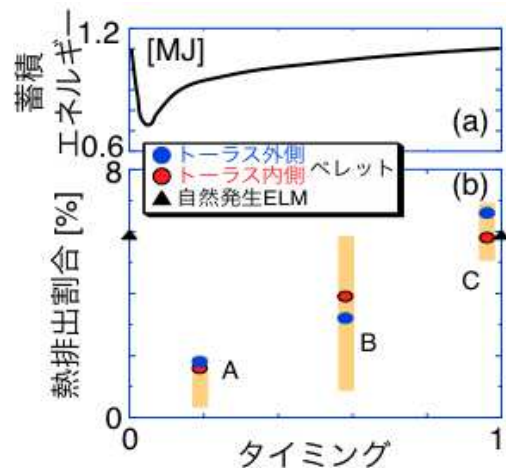 1.2
[MJ]
蓄積
エネルギー
0.6
(a)
トーラス外側
トーラス内側
ペレット
自然発生ELM
8
(b)
熱排出割合 [%]
A
B
C
0
0
1
タイミング